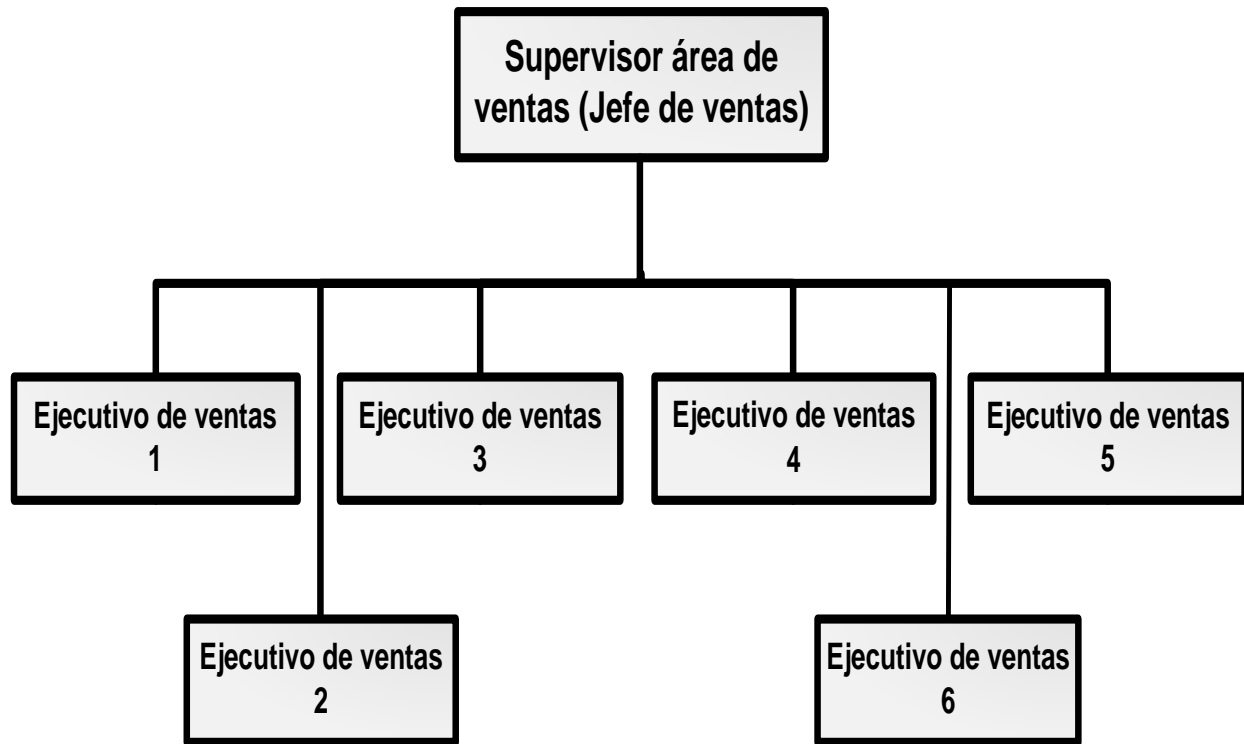 Supervisor área de
ventas (Jefe de ventas)
Ejecutivo de ventas
1
Ejecutivo de ventas
3
Ejecutivo de ventas
4
Ejecutivo de ventas
5
Ejecutivo de ventas
2
Ejecutivo de ventas
6